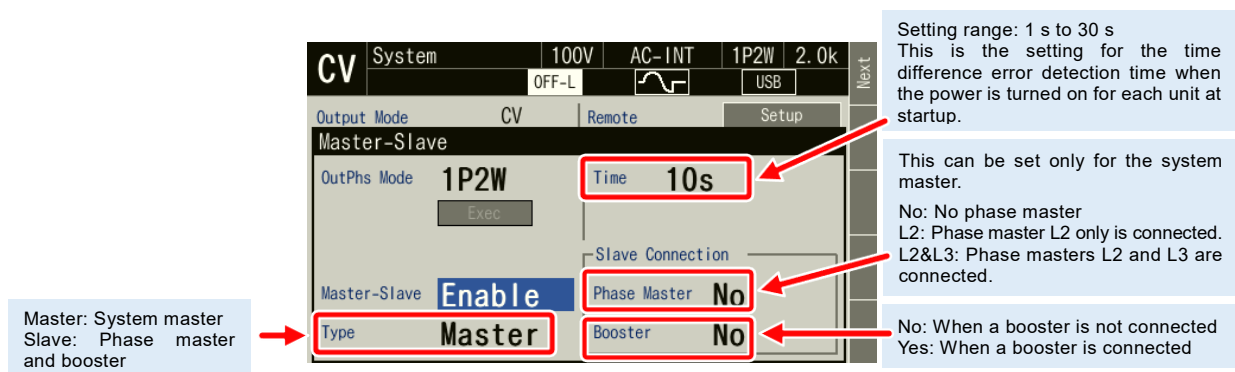 CV System 100V AC-INT 1P2W 2.0k Next
OFF-L USB
Output Mode CV Remote Setup
Master-Slave
OutPhs Mode 1P2W Time 10s
Exec
Slave Connection
Master-Slave Enable Phase Master No
Type Master Booster No
Setting range: 1 s to 30 s
This is the setting for the time
difference error detection time when
the power is turned on for each unit at
startup.
This can be set only for the system
master.
No: No phase master
L2: Phase master L2 only is connected.
L2&L3: Phase masters L2 and L3 are
connected.
No: When a booster is not connected
Yes: When a booster is connected
Master: System master
Slave: Phase master
and booster